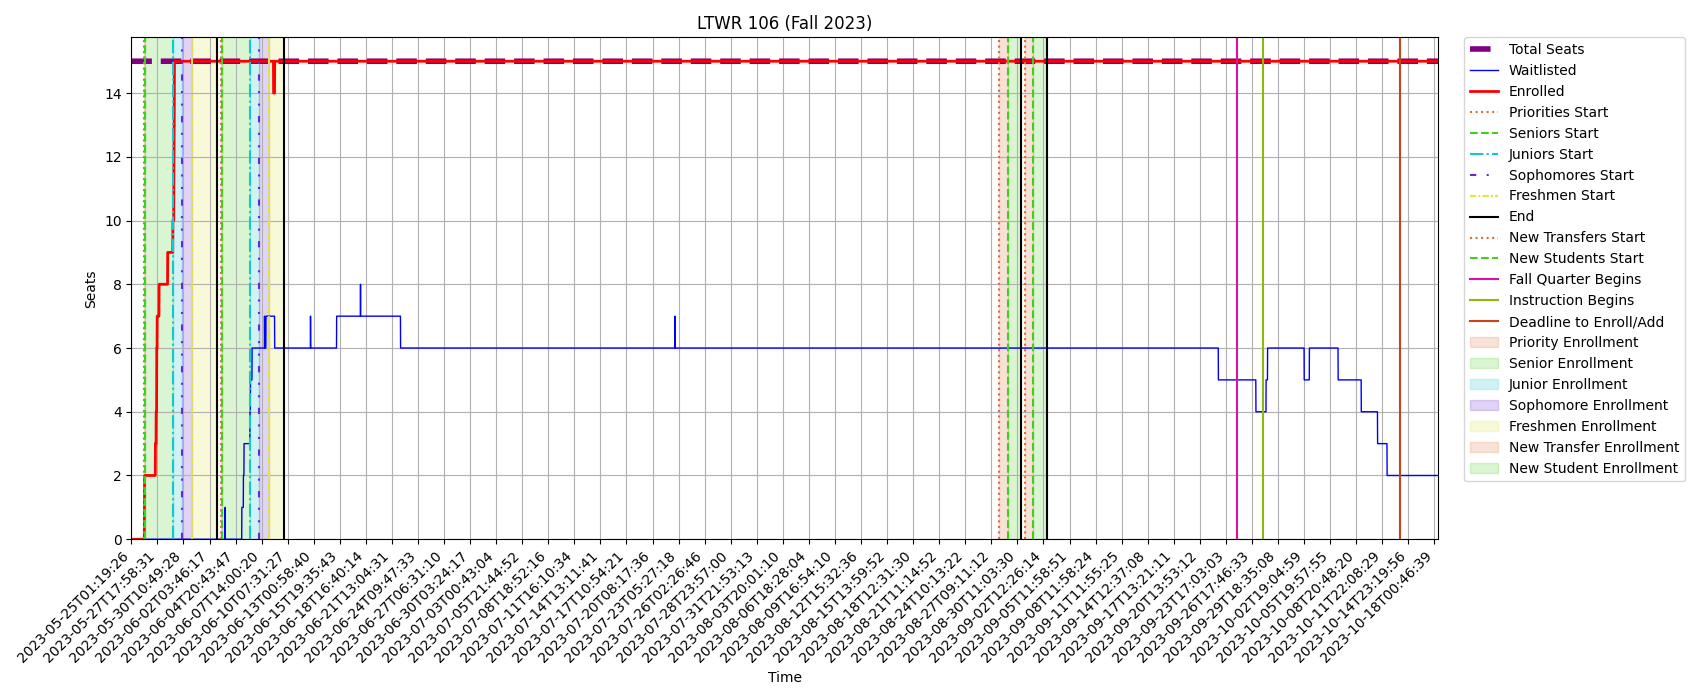 LTWR 106 (Fall 2023)
Seats
14
12
10
8
6
4
2
0
2023-05-25T01:19:26
2023-05-27T17:58:31
2023-05-30T10:49:28
2023-06-02T03:46:17
2023-06-04T20:43:47
2023-06-07T14:00:20
2023-06-10T07:31:27
2023-06-13T00:58:40
2023-06-15T19:35:43
2023-06-18T16:40:14
2023-06-21T13:04:31
2023-06-24T09:47:33
2023-06-27T06:31:10
2023-06-30T03:24:17
2023-07-03T00:43:04
2023-07-05T21:44:52
2023-07-08T18:52:16
2023-07-11T16:10:34
2023-07-14T13:11:41
2023-07-17T10:54:21
2023-07-20T08:17:36
2023-07-23T05:27:18
2023-07-26T02:26:46
2023-07-28T23:57:00
2023-07-31T21:53:13
2023-08-03T20:01:10
2023-08-06T18:28:04
2023-08-09T16:54:10
2023-08-12T15:32:36
2023-08-15T13:59:52
2023-08-18T12:31:30
2023-08-21T11:14:52
2023-08-24T10:13:22
2023-08-27T09:11:12
2023-08-30T11:03:30
2023-09-02T12:26:14
2023-09-05T11:58:51
2023-09-08T11:58:24
2023-09-11T11:55:25
2023-09-14T12:37:08
2023-09-17T13:21:11
2023-09-20T13:53:12
2023-09-23T17:03:03
2023-09-26T17:46:33
2023-09-29T18:35:08
2023-10-02T19:04:59
2023-10-05T19:57:55
2023-10-08T20:48:20
2023-10-11T22:08:29
2023-10-14T23:19:56
2023-10-18T00:46:39
Time
Total Seats
Waitlisted
Enrolled
Priorities Start
Seniors Start
Juniors Start
Sophomores Start
Freshmen Start
End
New Transfers Start
New Students Start
Fall Quarter Begins
Instruction Begins
Deadline to Enroll/Add
Priority Enrollment
Senior Enrollment
Junior Enrollment
Sophomore Enrollment
Freshmen Enrollment
New Transfer Enrollment
New Student Enrollment